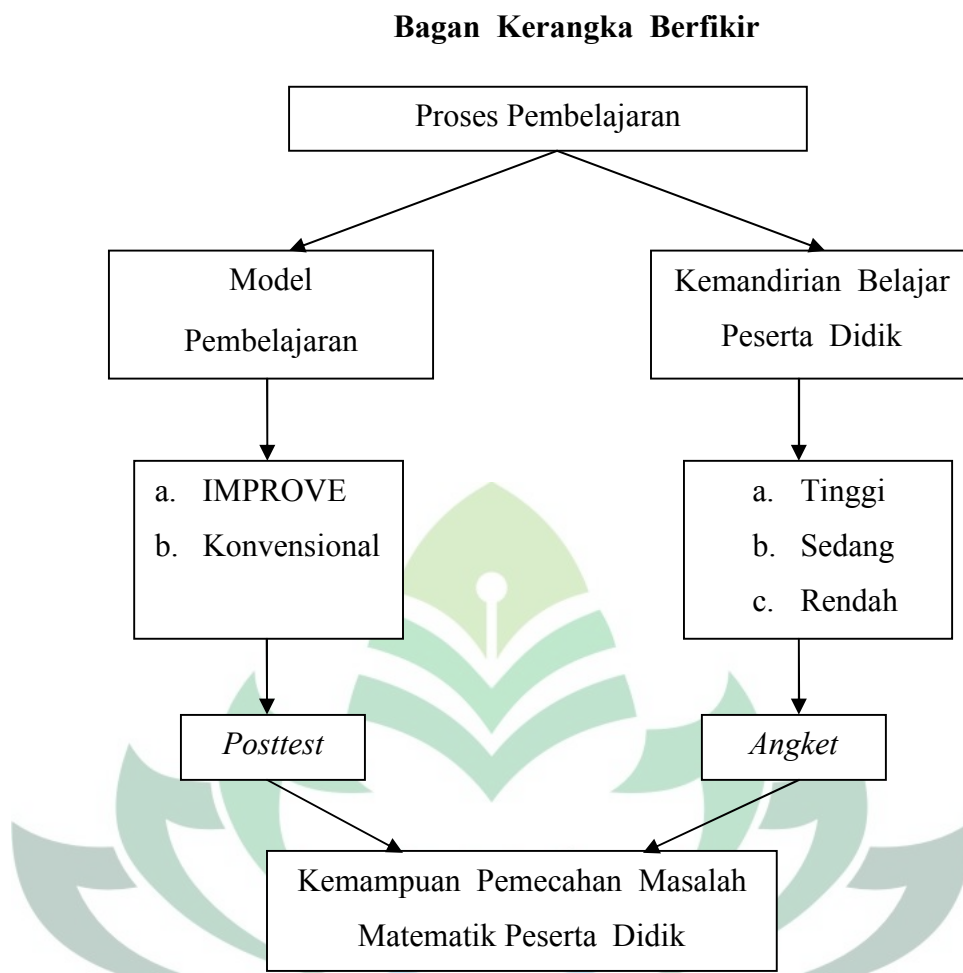 Bagan Kerangka Berfikir
Proses Pembelajaran
Model
Pembelajaran
Kemandirian Belajar
Peserta Didik
a. IMPROVE
b. Konvensional
a. Tinggi
b. Sedang
c. Rendah
Posttest
Angket
Kemampuan Pemecahan Masalah
Matematik Peserta Didik